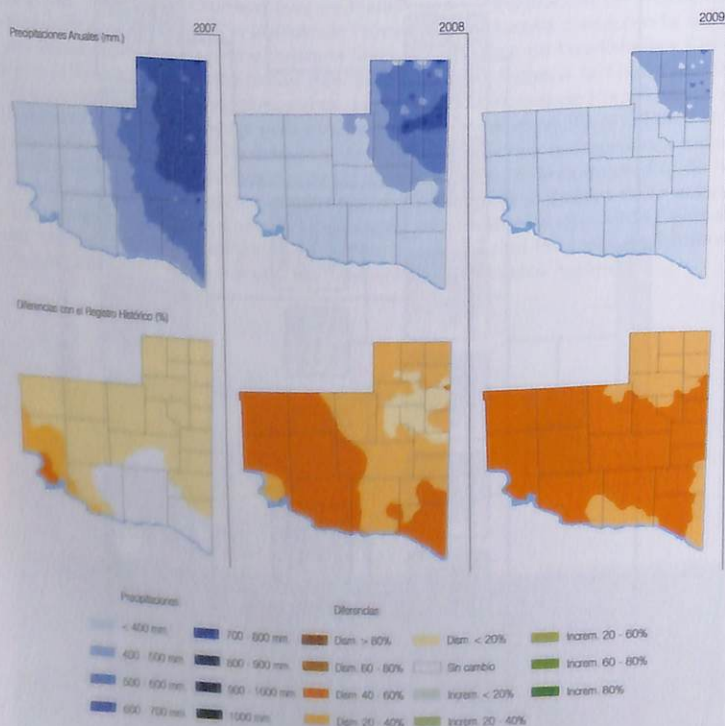 Precipitaciones Anuales (mm.)
2007
2008
2009
Diferencias con el Registro Histórico (%)
Precipitaciones
< 400 mm
400 - 500 mm
500 - 600 mm
600 - 700 mm
700 - 800 mm
800 - 900 mm
900 - 1000 mm
1000 mm
Diferencias
Dism. > 80%
Dism. 60 - 80%
Dism. 40 - 60%
Dism. 20 - 40%
Dism. < 20%
Sin cambio
Increm. < 20%
Increm. 20 - 40%
Increm. 20 - 60%
Increm. 60 - 80%
Increm. 80%